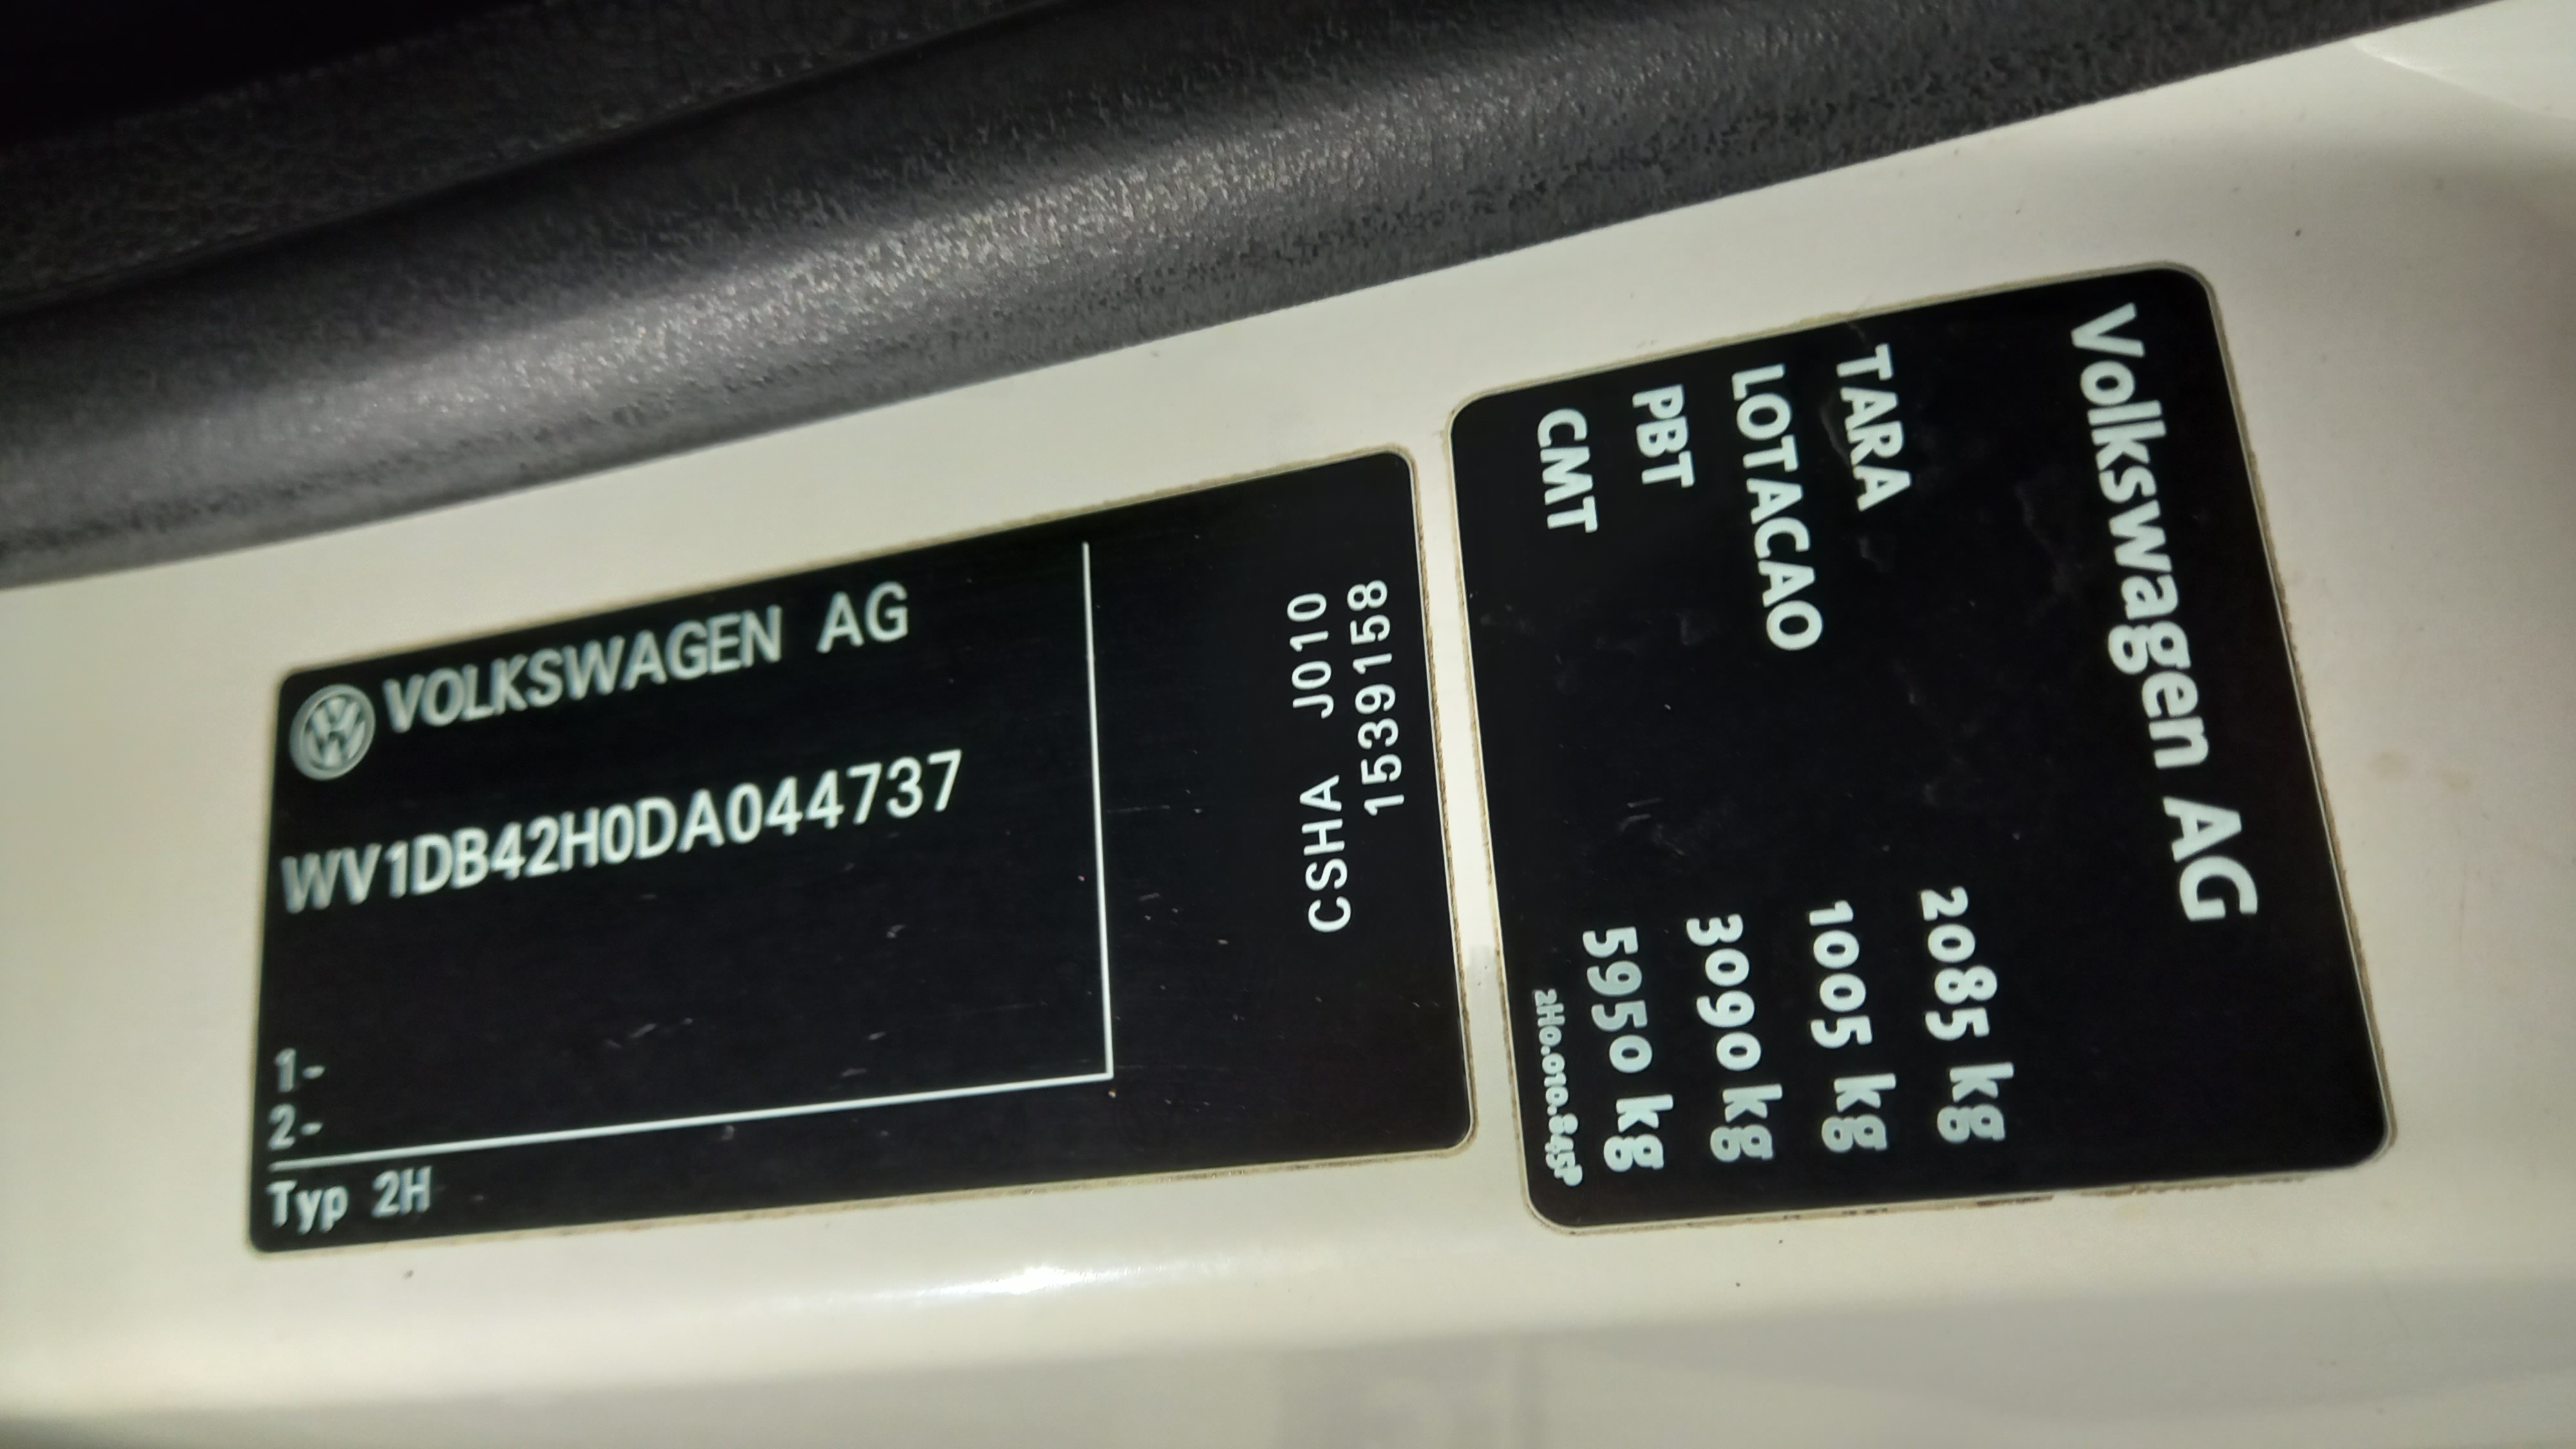 VOLKSWAGEN AG
WV1DB42H0DA044737
1-
2-
Typ 2H
CSHA J010
1539158
Volkswagen AG
TARA 2085 kg
LOTACAO 1005 kg
PBT 3090 kg
CMT 5950 kg
2H0.010.845P